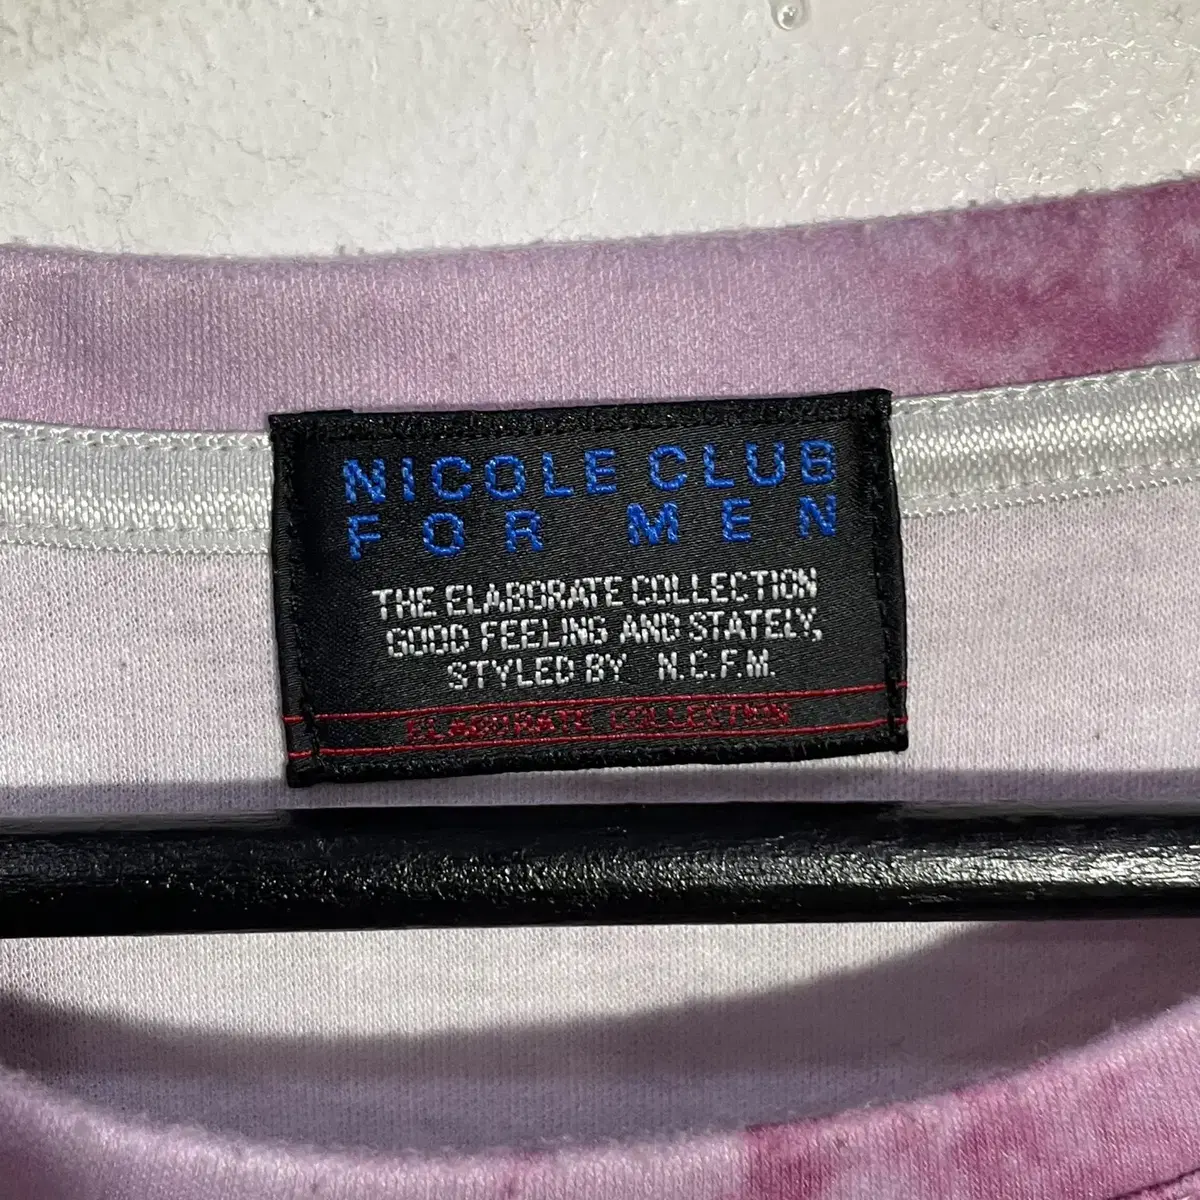 NICOLE CLUB
FOR MEN
THE ELABORATE COLLECTION
GOOD FEELING AND STATELY,
STYLED BY N.C.F.M.
ELABORATE COLLECTION